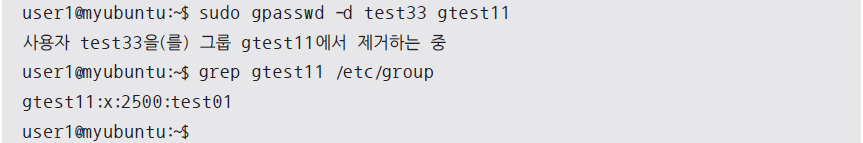 user1@myubuntu:~$ sudo gpasswd -d test33 gtest11
사용자 test33을(를) 그룹 gtest11에서 제거하는 중
user1@myubuntu:~$ grep gtest11 /etc/group
gtest11:x:2500:test01
user1@myubuntu:~$